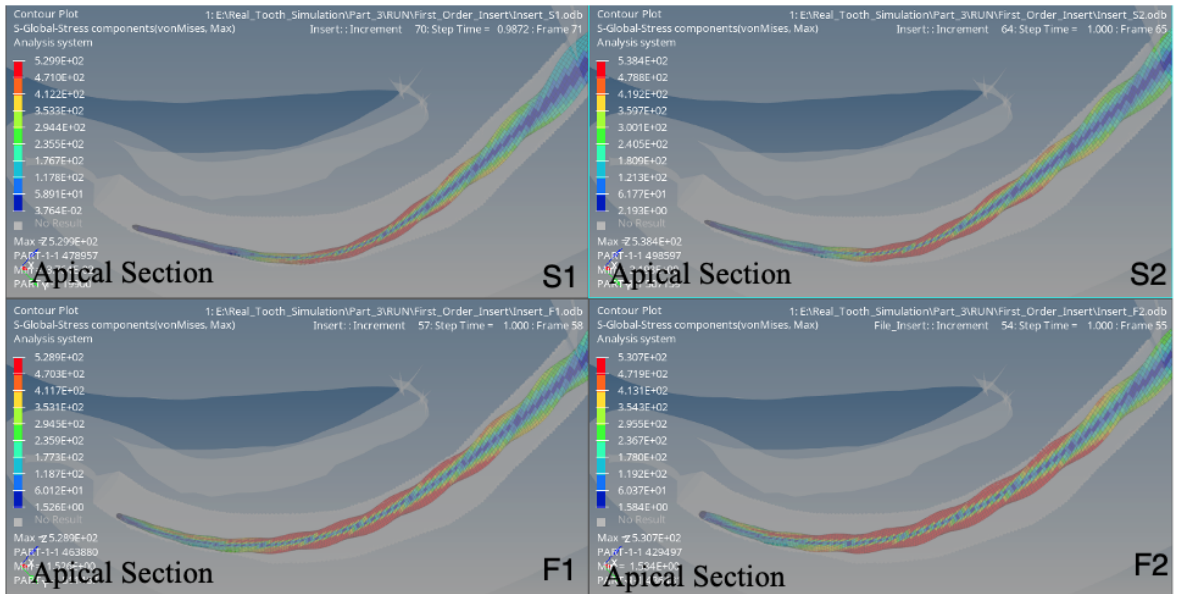 Contour Plot 1: E:\Real_Tooth_Simulation\Part_3\RUN\First_Order_Insert\Insert_S1.odb
S-Global-Stress components(vonMises, Max) Insert: : Increment 70: Step Time = 0.9872 : Frame 71
Analysis system
5.299E+02
4.710E+02
4.122E+02
3.533E+02
2.944E+02
2.355E+02
1.767E+02
1.178E+02
5.891E+01
3.764E-02
No Result
Max = 5.299E+02
PART-1-1 478957
Apical Section
S1
Contour Plot 1: E:\Real_Tooth_Simulation\Part_3\RUN\First_Order_Insert\Insert_S2.odb
S-Global-Stress components(vonMises, Max) Insert: : Increment 64: Step Time = 1.000 : Frame 65
Analysis system
5.384E+02
4.788E+02
4.192E+02
3.597E+02
3.001E+02
2.405E+02
1.809E+02
1.213E+02
6.177E+01
2.193E+00
No Result
Max = 5.384E+02
PART-1-1 498597
Apical Section
S2
Contour Plot 1: E:\Real_Tooth_Simulation\Part_3\RUN\First_Order_Insert\Insert_F1.odb
S-Global-Stress components(vonMises, Max) Insert: : Increment 57: Step Time = 1.000 : Frame 58
Analysis system
5.289E+02
4.703E+02
4.117E+02
3.531E+02
2.945E+02
2.359E+02
1.773E+02
1.187E+02
6.012E+01
1.526E+00
No Result
Max = 5.289E+02
PART-1-1 463880
Apical Section
F1
Contour Plot 1: E:\Real_Tooth_Simulation\Part_3\RUN\First_Order_Insert\Insert_F2.odb
S-Global-Stress components(vonMises, Max) File_Insert: : Increment 54: Step Time = 1.000 : Frame 55
Analysis system
5.307E+02
4.719E+02
4.131E+02
3.543E+02
2.955E+02
2.367E+02
1.780E+02
1.192E+02
6.037E+01
1.584E+00
No Result
Max = 5.307E+02
PART-1-1 429497
Apical Section
F2